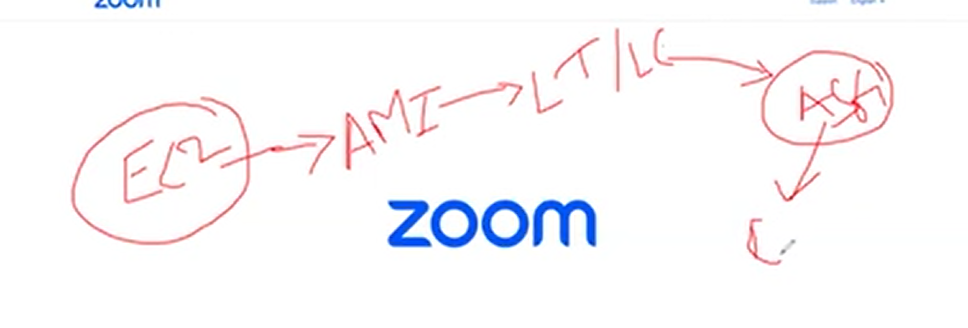 zoom
EC2 → AMI → LT/LC → ASG
zoom